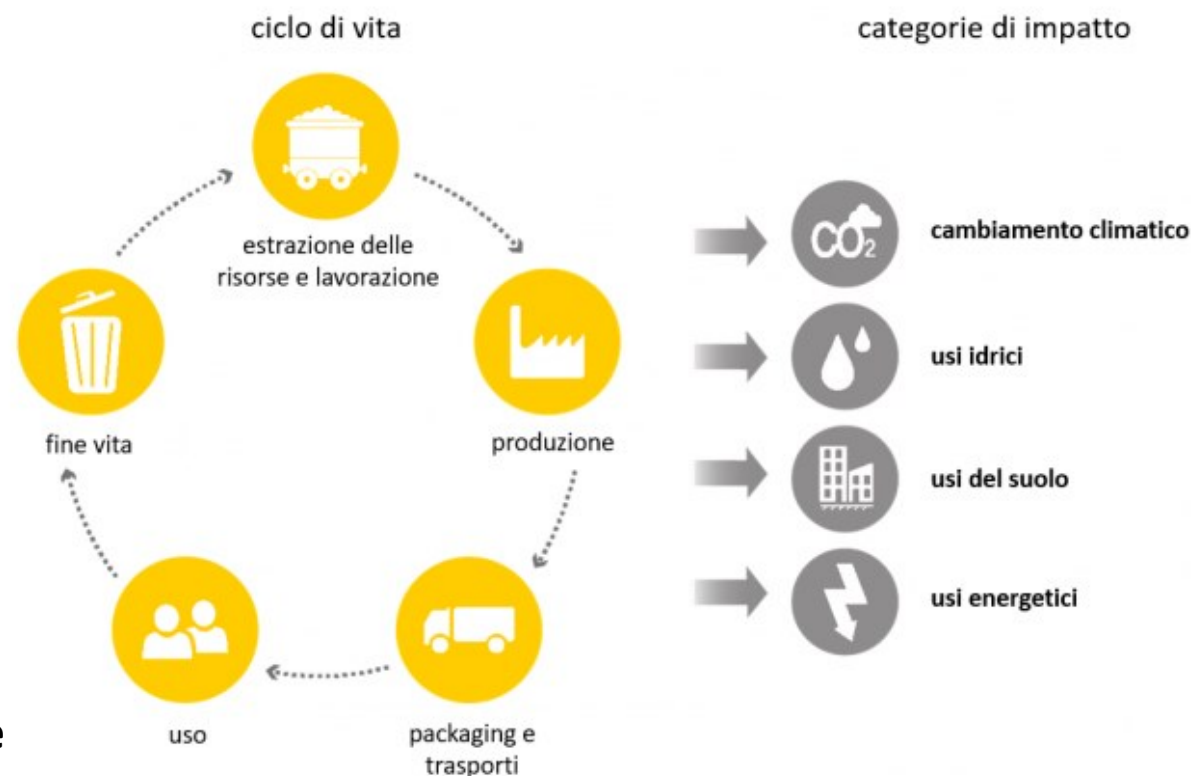 ciclo di vita
categorie di impatto
estrazione delle
risorse e lavorazione
produzione
packaging e
trasporti
uso
fine vita
CO2
cambiamento climatico
usi idrici
usi del suolo
usi energetici
e